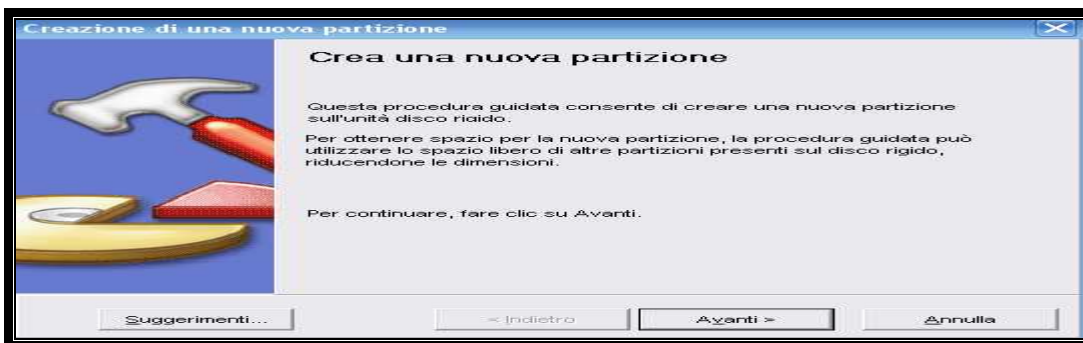 Creazione di una nuova partizione
Crea una nuova partizione
Questa procedura guidata consente di creare una nuova partizione
sull'unità disco rigido.
Per ottenere spazio per la nuova partizione, la procedura guidata può
utilizzare lo spazio libero di altre partizioni presenti sul disco rigido,
riducendone le dimensioni.
Per continuare, fare clic su Avanti.
Suggerimenti...
< Indietro
Avanti >
Annulla